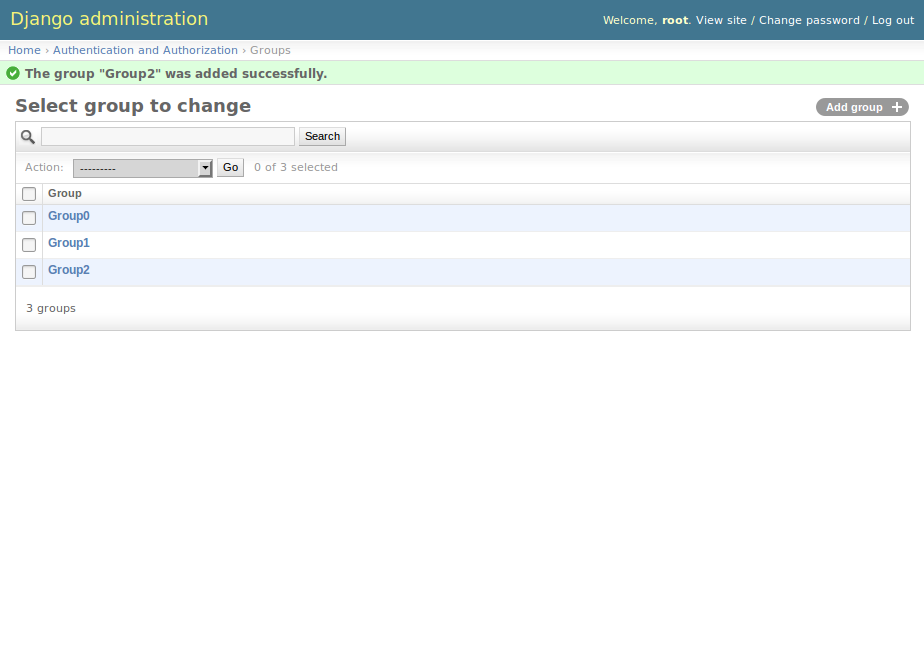 Django administration
Welcome, root. View site / Change password / Log out
Home › Authentication and Authorization › Groups
The group "Group2" was added successfully.
Select group to change
Add group +
Search
Action: --------- Go 0 of 3 selected
Group
Group0
Group1
Group2
3 groups